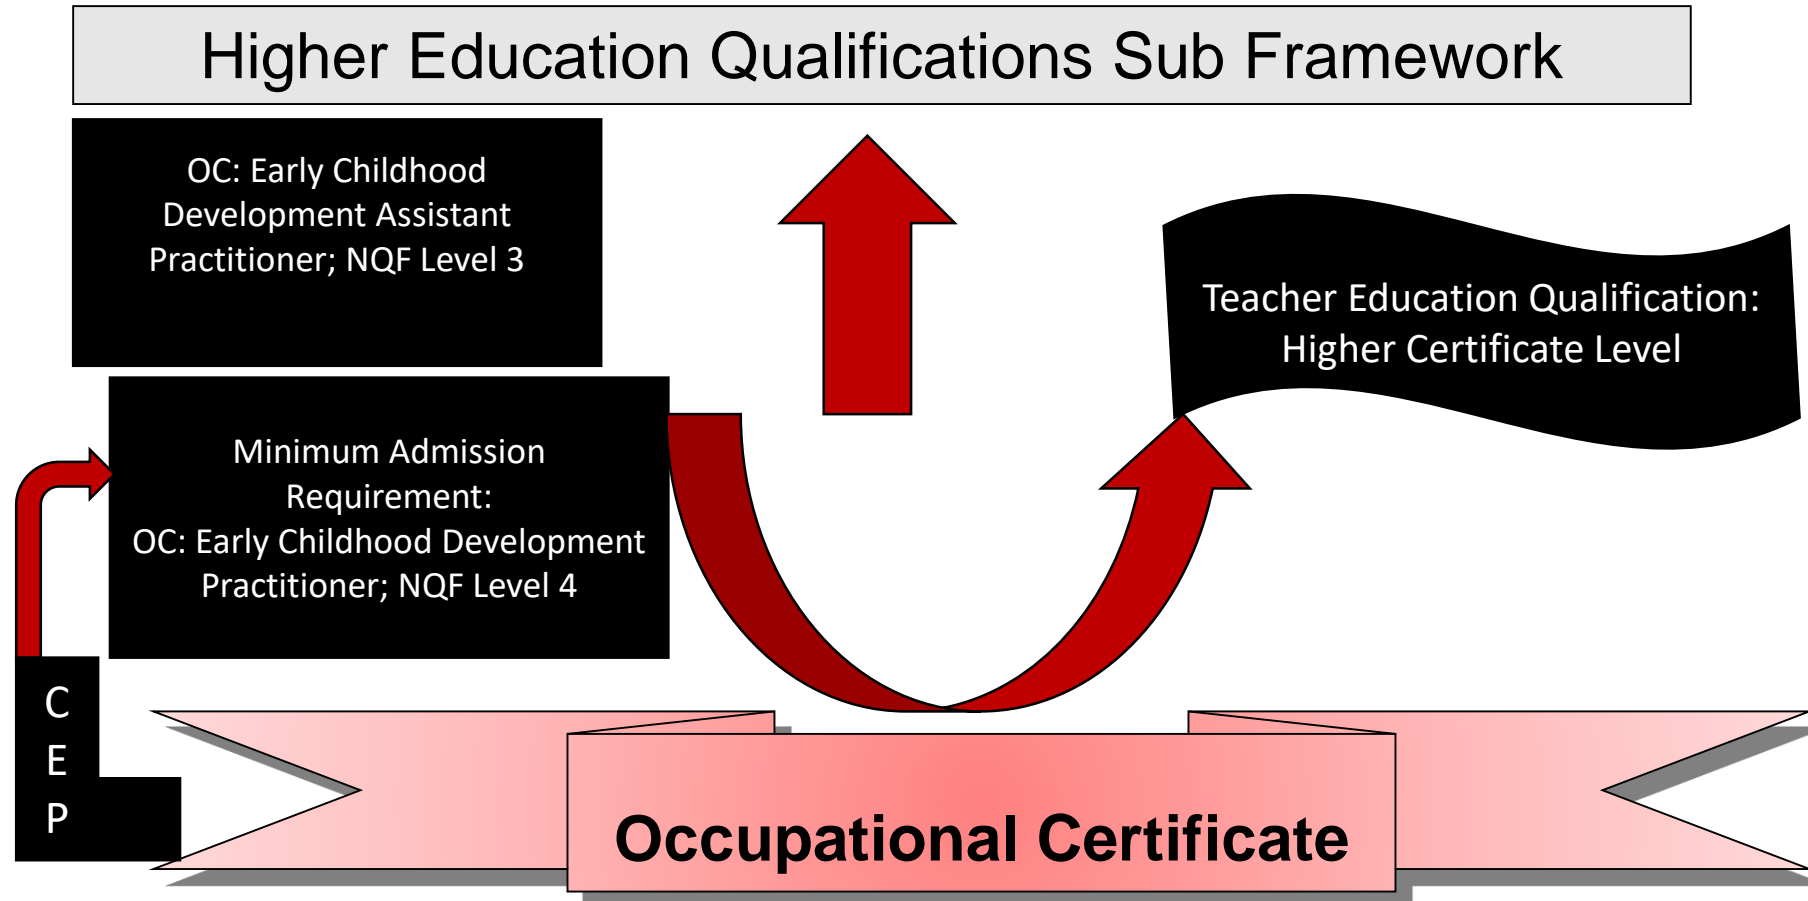 Higher Education Qualifications Sub Framework
OC: Early Childhood
Development Assistant
Practitioner; NQF Level 3
Teacher Education Qualification:
Higher Certificate Level
Minimum Admission
Requirement:
OC: Early Childhood Development
Practitioner; NQF Level 4
C
E
P
Occupational Certificate